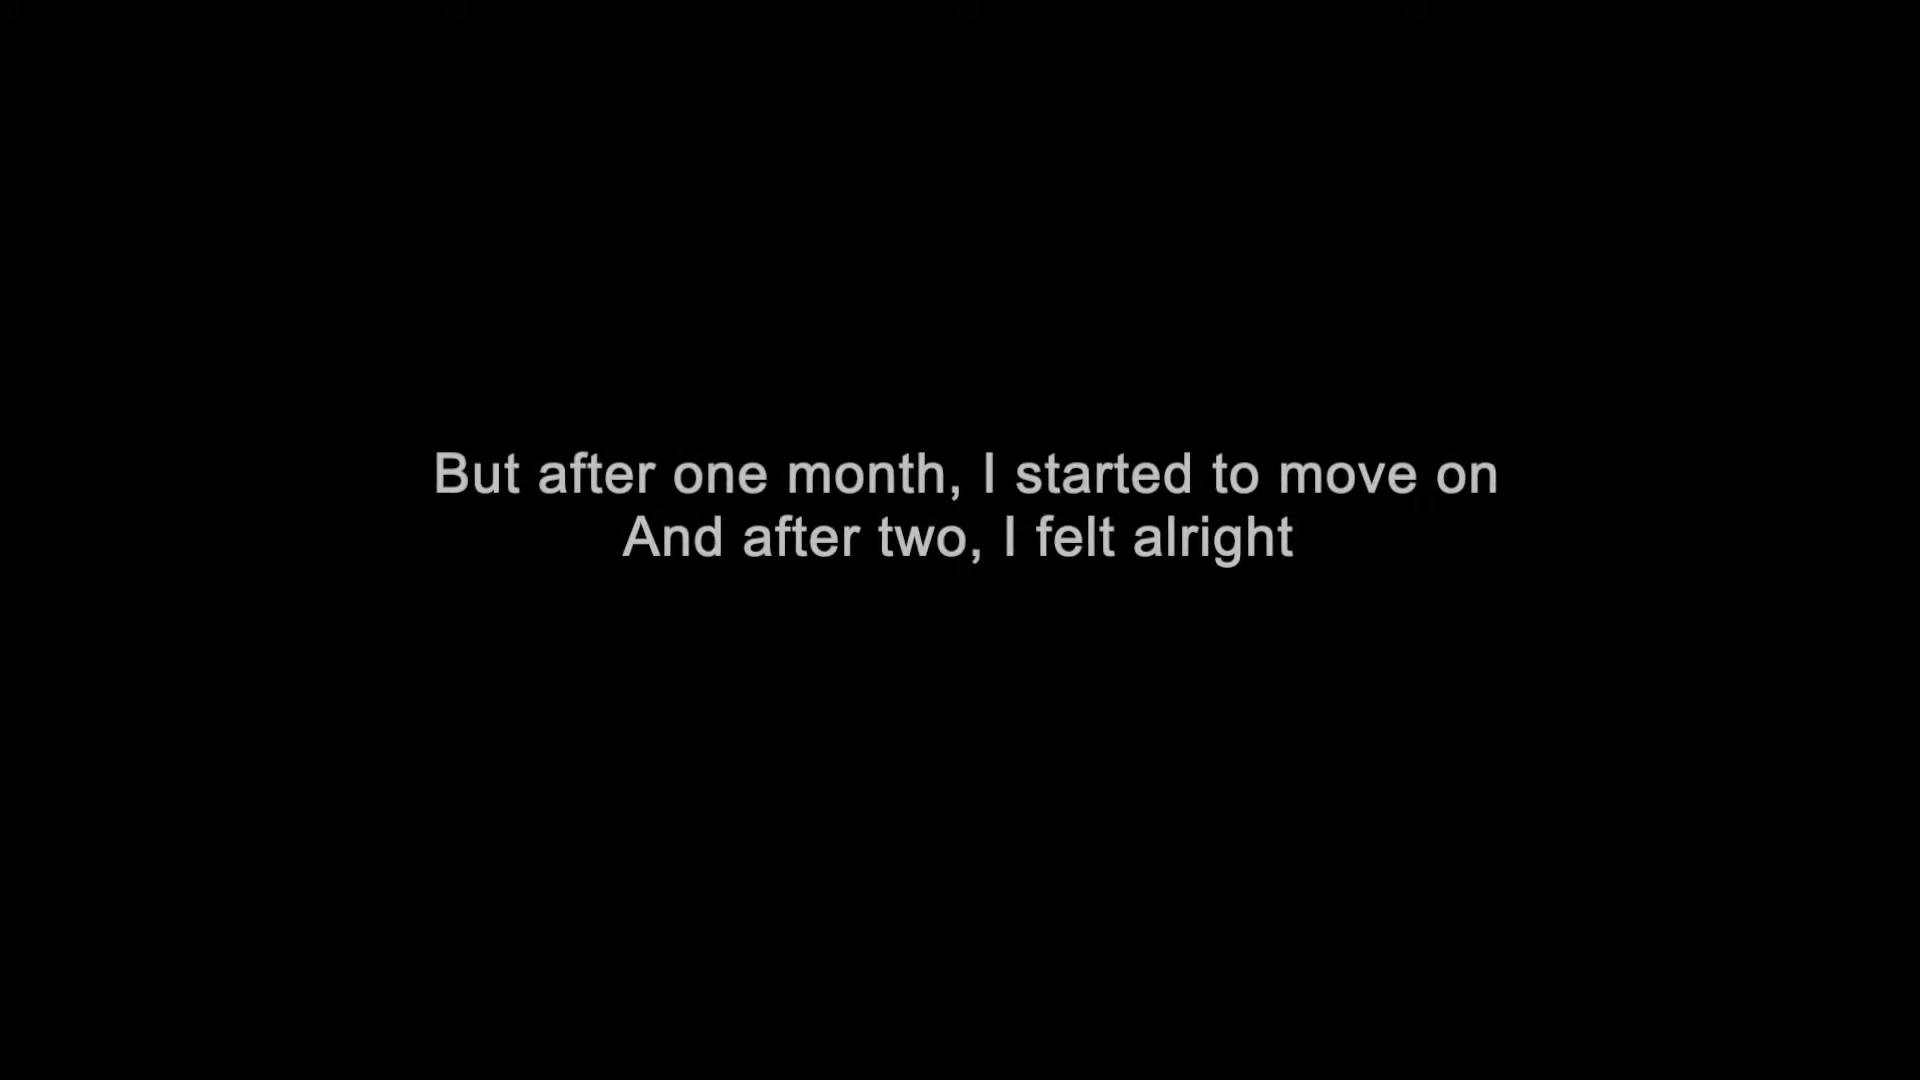 But after one month, I started to move on
And after two, I felt alright